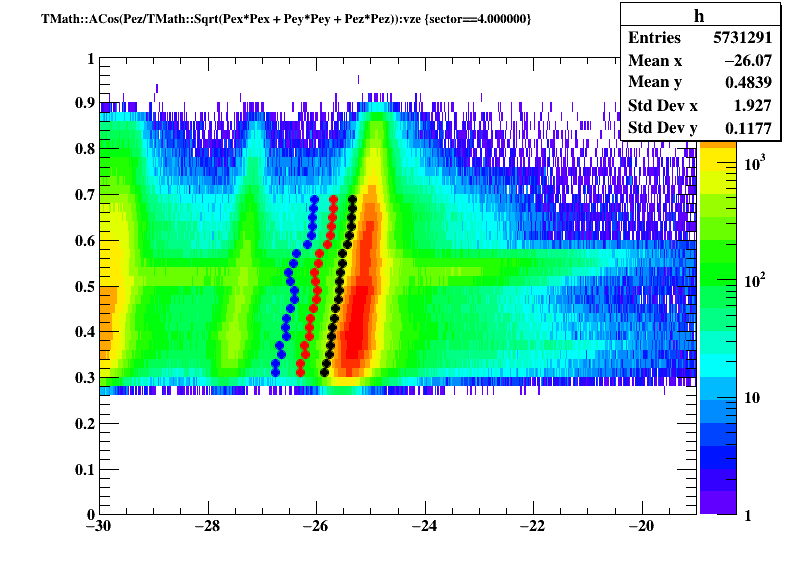 TMath::ACos(Pez/TMath::Sqrt(Pex*Pex + Pey*Pey + Pez*Pez)):vze {sector==4.000000}
h
Entries 5731291
Mean x −26.07
Mean y 0.4839
Std Dev x 1.927
Std Dev y 0.1177
1
0.9
0.8
0.7
0.6
0.5
0.4
0.3
0.2
0.1
0
−30 −28 −26 −24 −22 −20
10³
10²
10
1